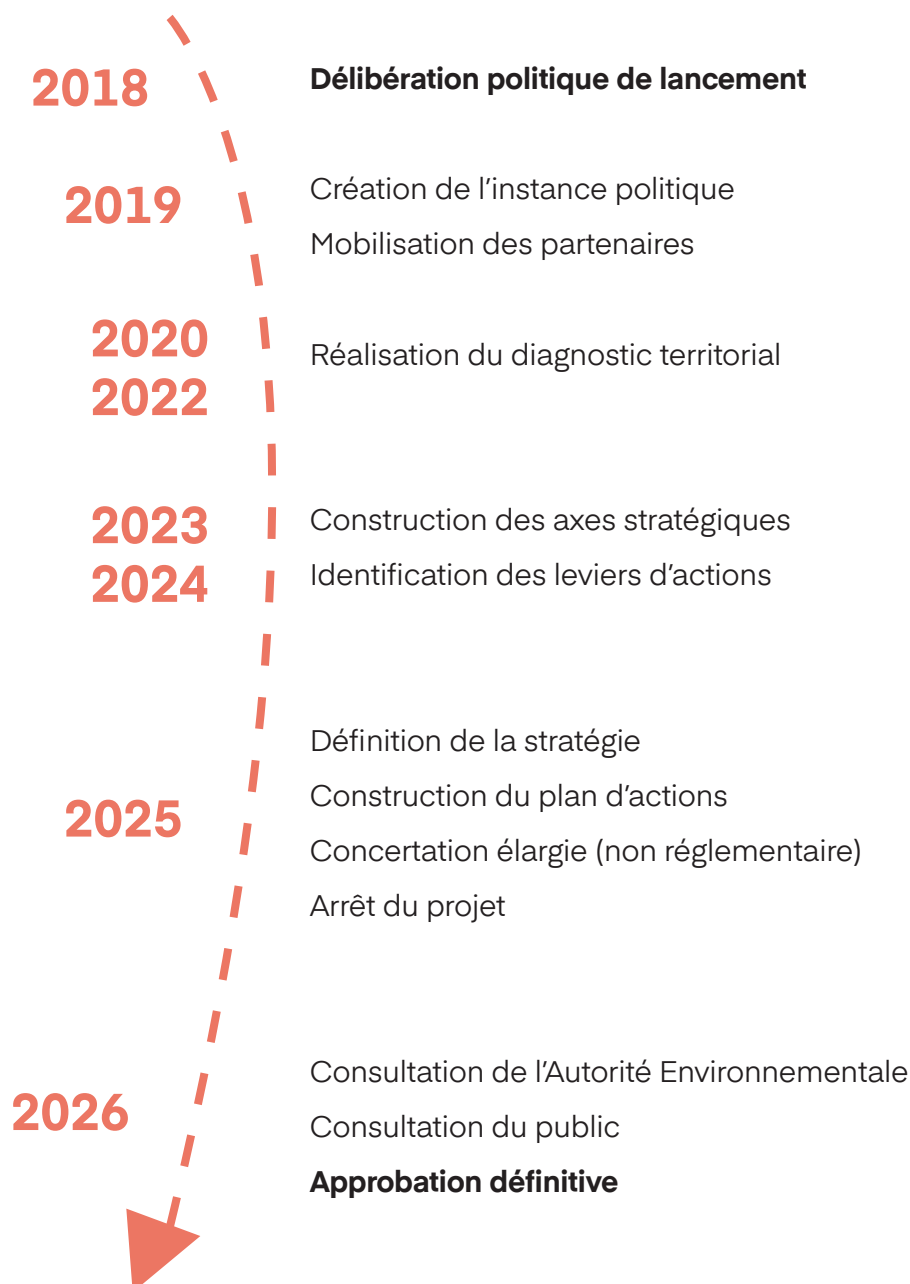 2018
Délibération politique de lancement
2019
Création de l’instance politique
Mobilisation des partenaires
2020
2022
Réalisation du diagnostic territorial
2023
2024
Construction des axes stratégiques
Identification des leviers d’actions
2025
Définition de la stratégie
Construction du plan d’actions
Concertation élargie (non réglementaire)
Arrêt du projet
2026
Consultation de l’Autorité Environnementale
Consultation du public
Approbation définitive